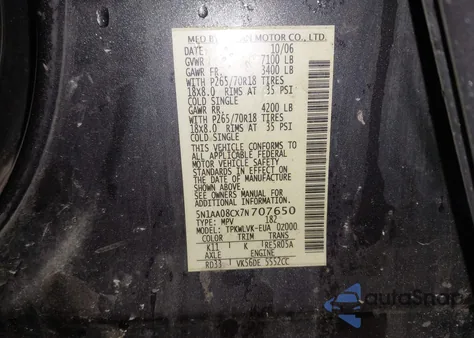 MFD BY MOTOR CO., LTD.
DATE 10/06
GVWR 7100 LB
GAWR FR. 3400 LB
WITH P265/70R18 TIRES
18X8.0 RIMS AT 35 PSI
COLD SINGLE
GAWR RR. 4200 LB
WITH P265/70R18 TIRES
18X8.0 RIMS AT 35 PSI
COLD SINGLE
THIS VEHICLE CONFORMS TO
ALL APPLICABLE FEDERAL
MOTOR VEHICLE SAFETY
STANDARDS IN EFFECT
ON THE DATE OF
MANUFACTURE SHOWN ABOVE.
SEE OWNERS MANUAL
5N1AA08CX7N707650
TYPE: MPV 182
MODEL: TPKWLVK-EUA 02000
COLOR TRIM TRANS
K11 K RE5R05A
AXLE ENGINE
RD33 VK56DE 5552CC
autoSnap